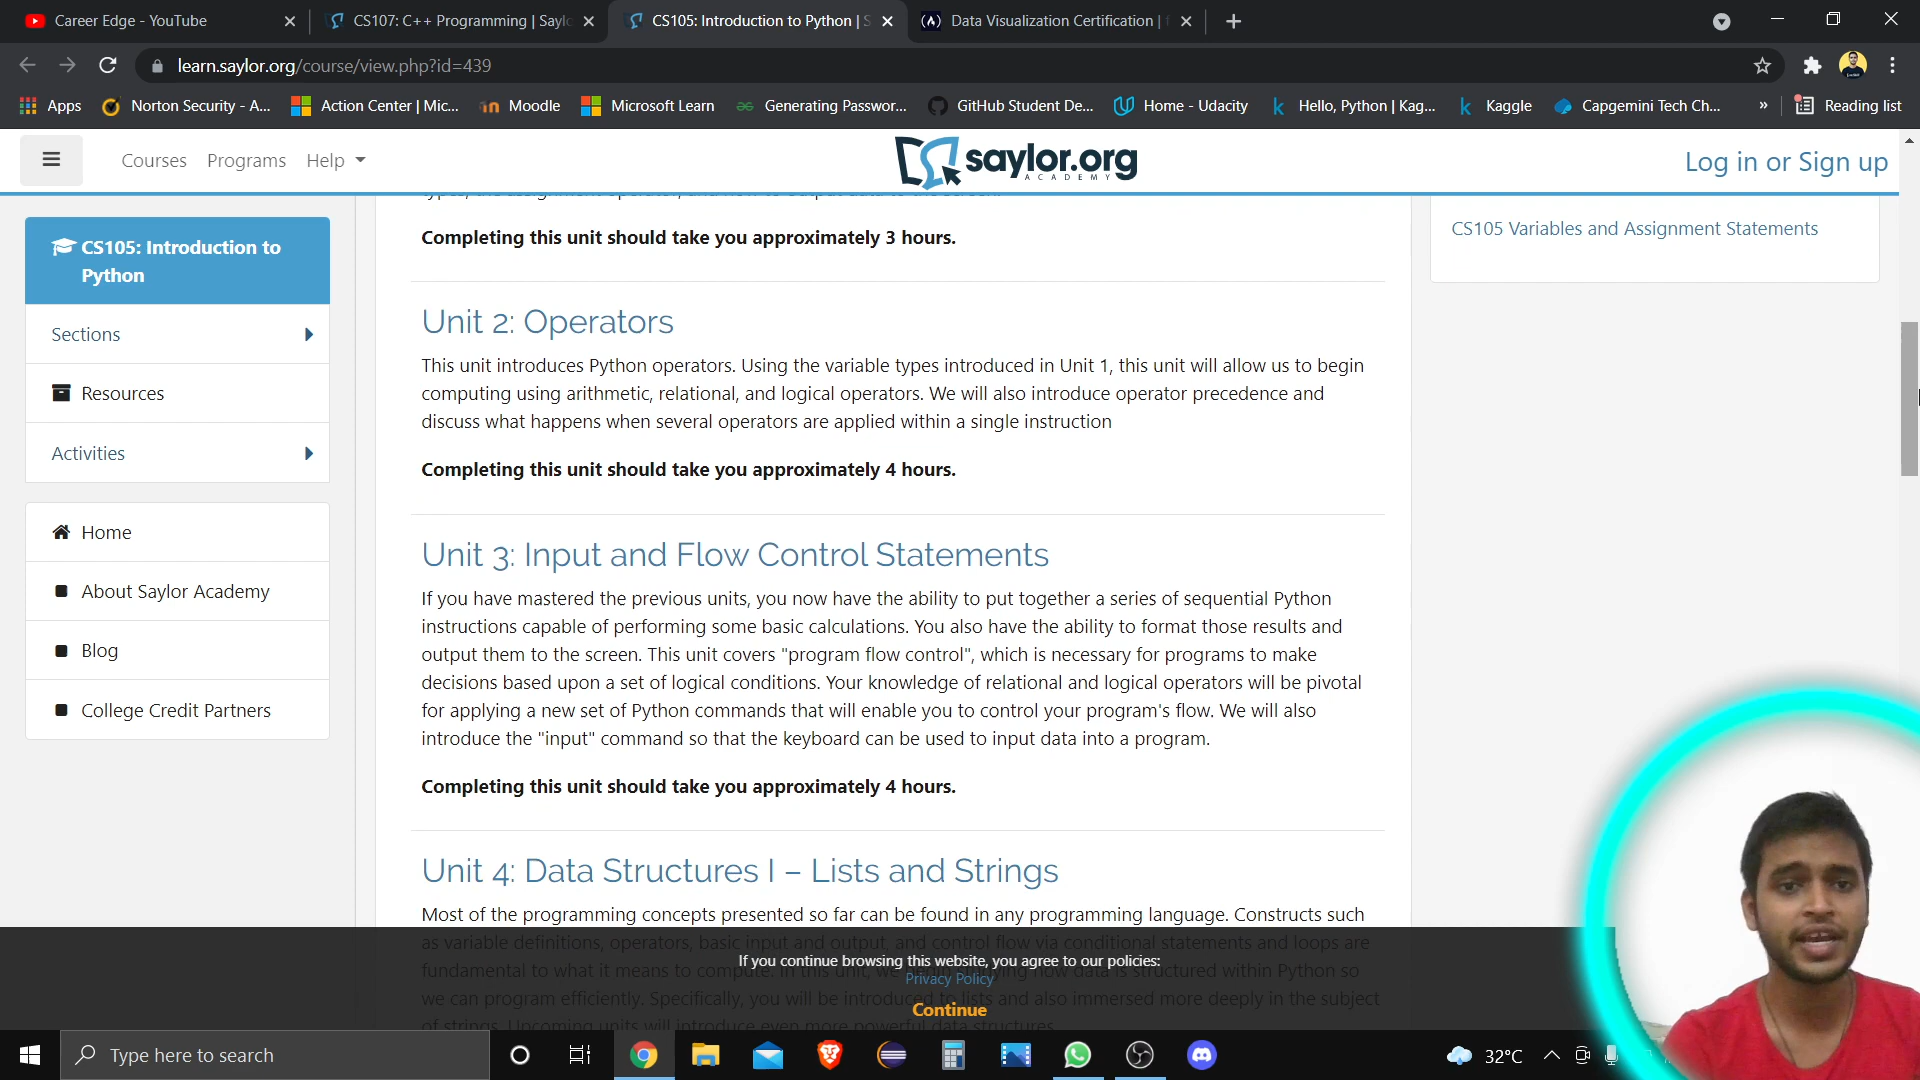 Career Edge - YouTube
CS107: C++ Programming | Saylo
CS105: Introduction to Python | S
Data Visualization Certification | f
learn.saylor.org/course/view.php?id=439
Apps
Norton Security - A...
Action Center | Mic...
Moodle
Microsoft Learn
Generating Passwor...
GitHub Student De...
Home - Udacity
Hello, Python | Kag...
Kaggle
Capgemini Tech Ch...
»
Reading list
Courses
Programs
Help
saylor.org
ACADEMY
Log in or Sign up
CS105: Introduction to
Python
Sections
Resources
Activities
Home
About Saylor Academy
Blog
College Credit Partners
Completing this unit should take you approximately 3 hours.
Unit 2: Operators
This unit introduces Python operators. Using the variable types introduced in Unit 1, this unit will allow us to begin
computing using arithmetic, relational, and logical operators. We will also introduce operator precedence and
discuss what happens when several operators are applied within a single instruction
Completing this unit should take you approximately 4 hours.
Unit 3: Input and Flow Control Statements
If you have mastered the previous units, you now have the ability to put together a series of sequential Python
instructions capable of performing some basic calculations. You also have the ability to format those results and
output them to the screen. This unit covers "program flow control", which is necessary for programs to make
decisions based upon a set of logical conditions. Your knowledge of relational and logical operators will be pivotal
for applying a new set of Python commands that will enable you to control your program's flow. We will also
introduce the "input" command so that the keyboard can be used to input data into a program.
Completing this unit should take you approximately 4 hours.
Unit 4: Data Structures I – Lists and Strings
Most of the programming concepts presented so far can be found in any programming language. Constructs such
as variable definitions, operators, basic input and output, and control flow via conditional statements and loops are
fundamental to what it means to compute. In this unit, we
how data is structured within Python so
we can program efficiently. Specifically, you will be introduced to lists and also immersed more deeply in the subject
of strings. Upcoming units will introduce even more powerful data structures.
CS105 Variables and Assignment Statements
If you continue browsing this website, you agree to our policies:
Privacy Policy
Continue
Type here to search
32°C